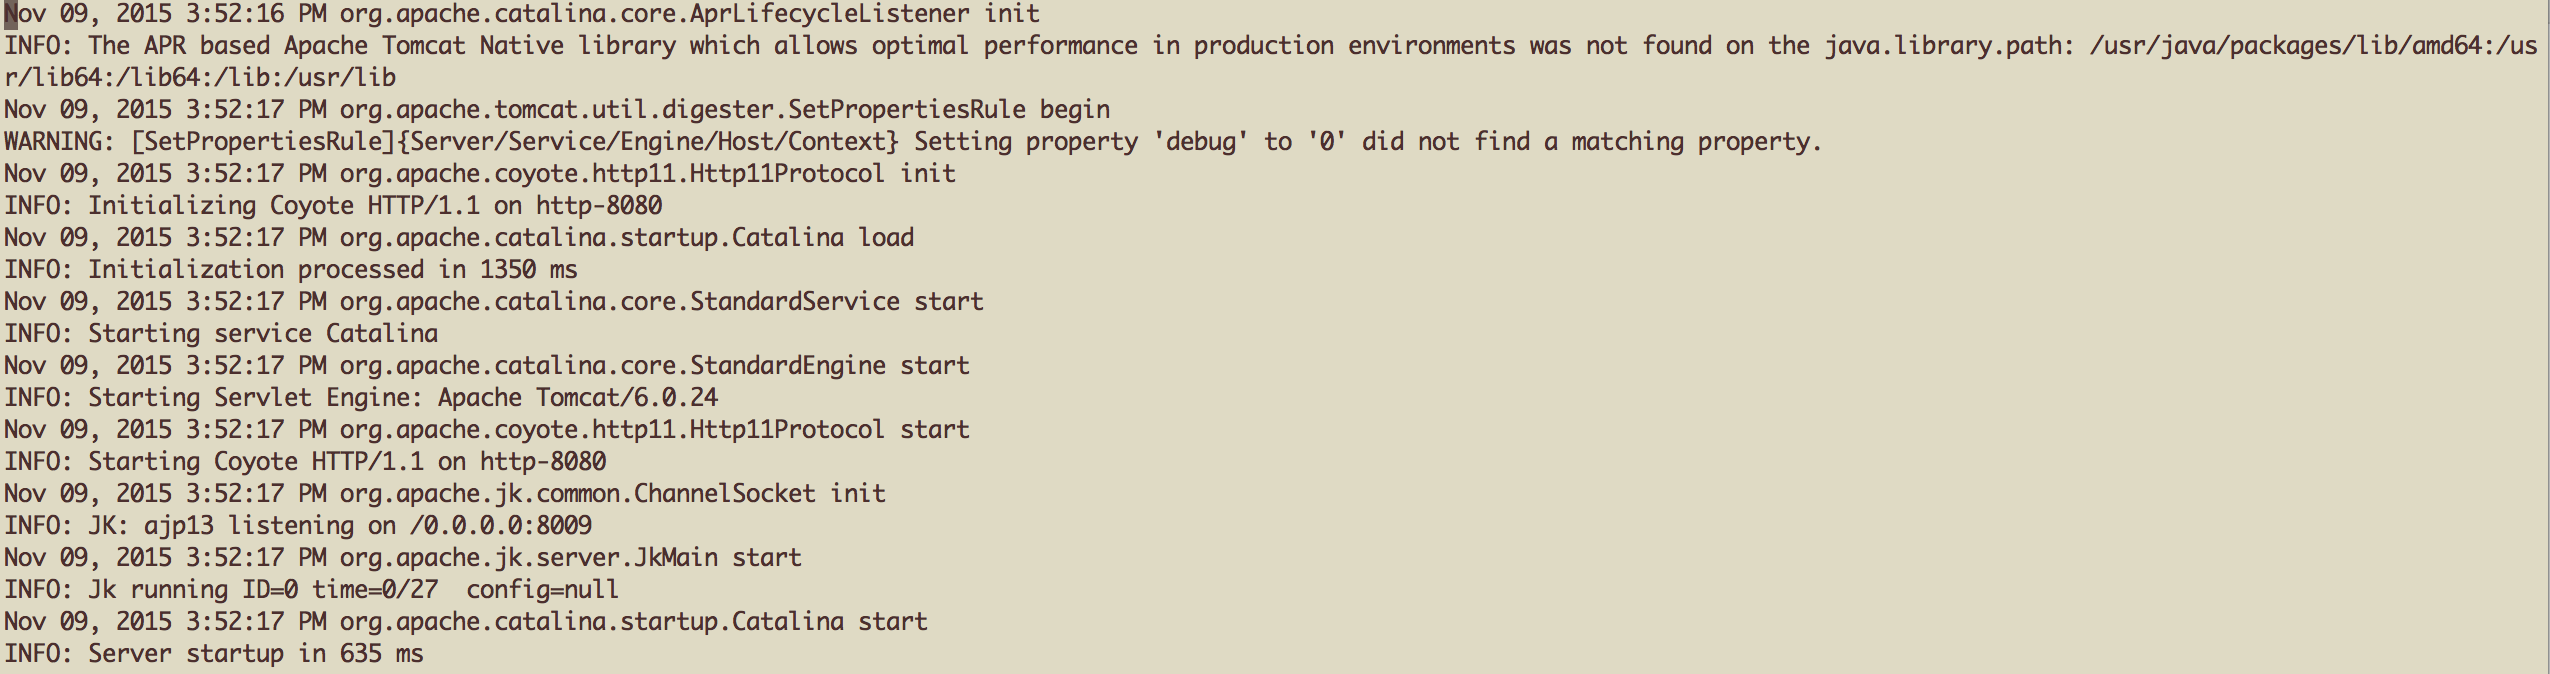 Nov 09, 2015 3:52:16 PM org.apache.catalina.core.AprLifecycleListener init
INFO: The APR based Apache Tomcat Native library which allows optimal performance in production environments was not found on the java.library.path: /usr/java/packages/lib/amd64:/us
r/lib64:/lib64:/lib:/usr/lib
Nov 09, 2015 3:52:17 PM org.apache.tomcat.util.digester.SetPropertiesRule begin
WARNING: [SetPropertiesRule]{Server/Service/Engine/Host/Context} Setting property 'debug' to '0' did not find a matching property.
Nov 09, 2015 3:52:17 PM org.apache.coyote.http11.Http11Protocol init
INFO: Initializing Coyote HTTP/1.1 on http-8080
Nov 09, 2015 3:52:17 PM org.apache.catalina.startup.Catalina load
INFO: Initialization processed in 1350 ms
Nov 09, 2015 3:52:17 PM org.apache.catalina.core.StandardService start
INFO: Starting service Catalina
Nov 09, 2015 3:52:17 PM org.apache.catalina.core.StandardEngine start
INFO: Starting Servlet Engine: Apache Tomcat/6.0.24
Nov 09, 2015 3:52:17 PM org.apache.coyote.http11.Http11Protocol start
INFO: Starting Coyote HTTP/1.1 on http-8080
Nov 09, 2015 3:52:17 PM org.apache.jk.common.ChannelSocket init
INFO: JK: ajp13 listening on /0.0.0.0:8009
Nov 09, 2015 3:52:17 PM org.apache.jk.server.JkMain start
INFO: Jk running ID=0 time=0/27  config=null
Nov 09, 2015 3:52:17 PM org.apache.catalina.startup.Catalina start
INFO: Server startup in 635 ms